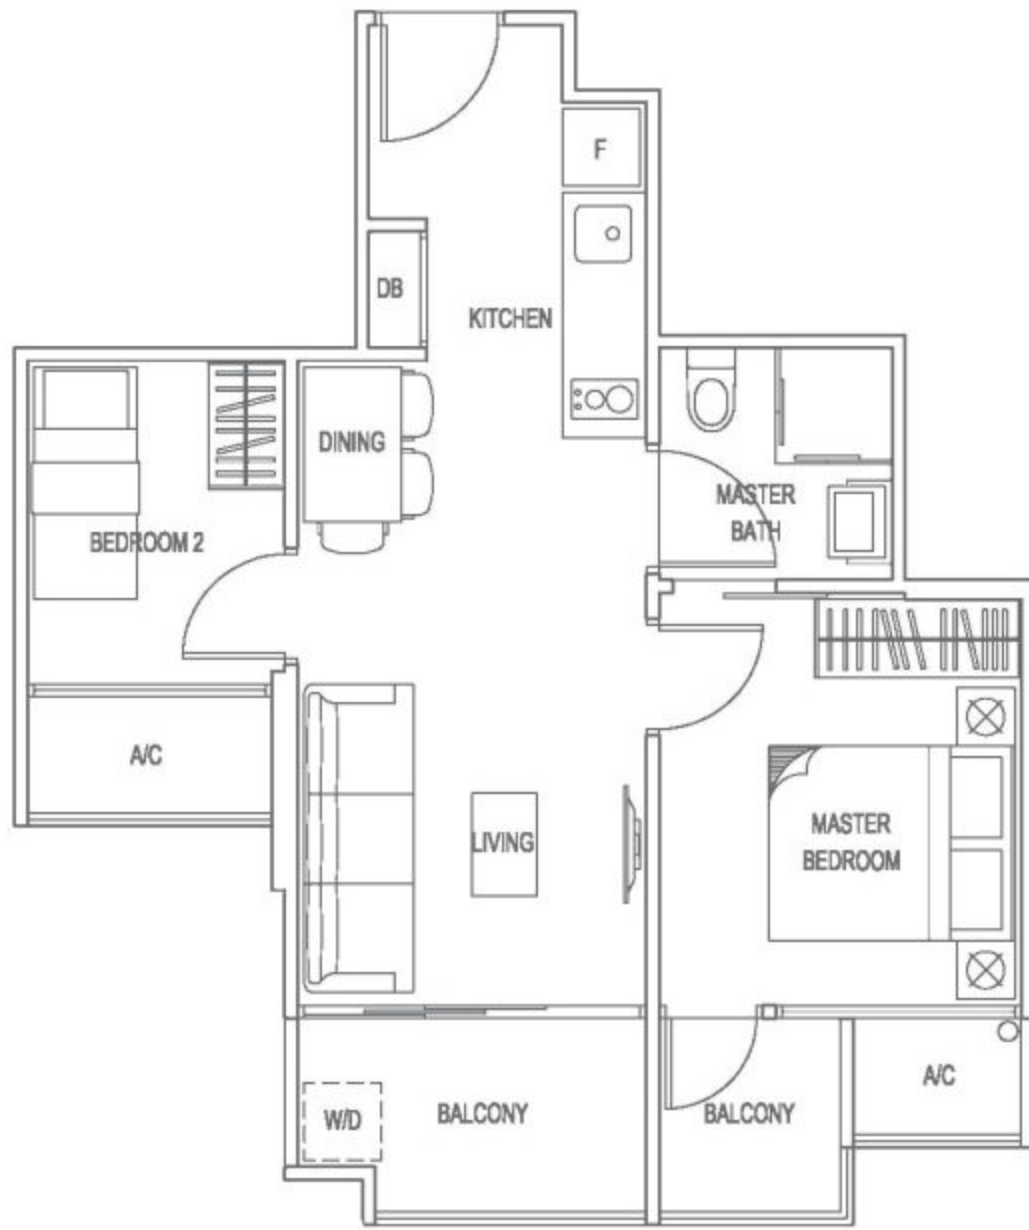 F
DB
KITCHEN
DINING
MASTER
BATH
BEDROOM 2
A/C
LIVING
MASTER
BEDROOM
A/C
W/D
BALCONY
BALCONY